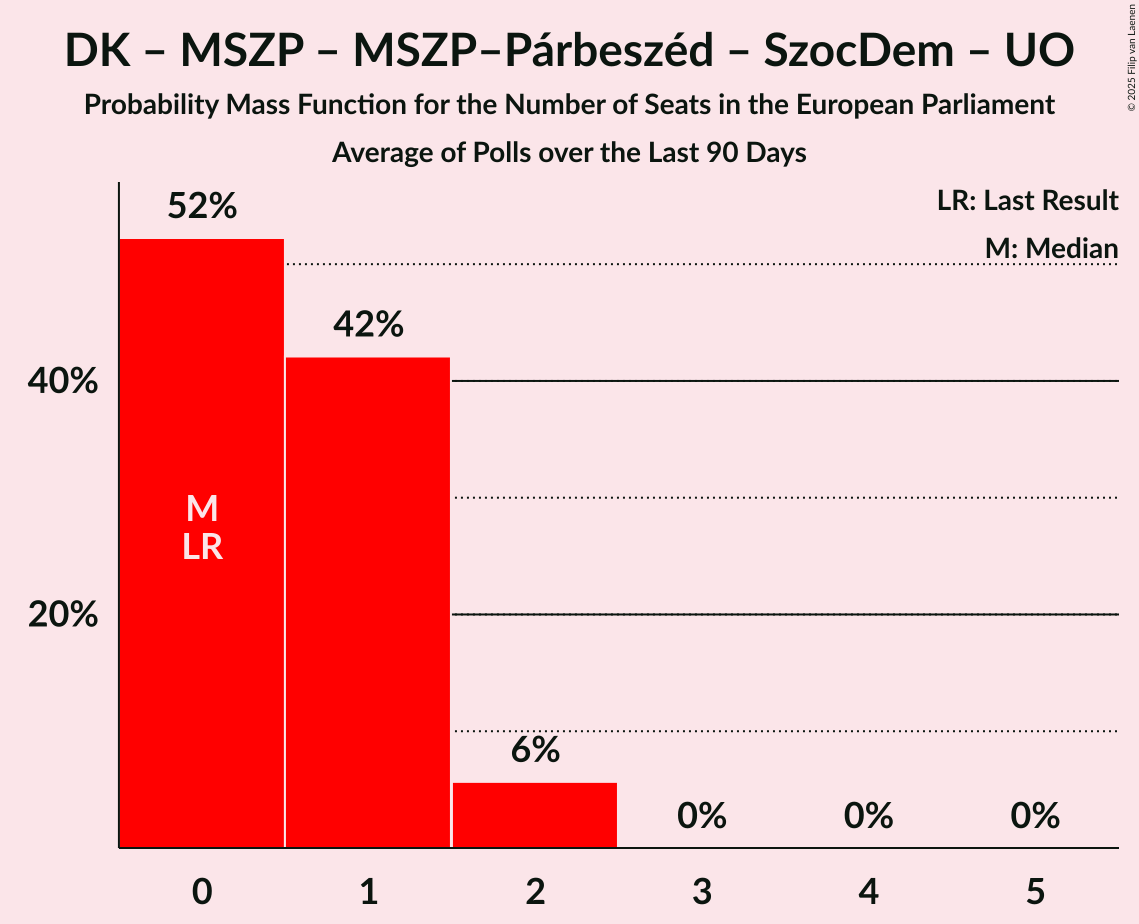 DK – MSZP – MSZP–Párbeszéd – SzocDem – UO
Probability Mass Function for the Number of Seats in the European Parliament
Average of Polls over the Last 90 Days
© 2025 Filip van Laenen
LR: Last Result
M: Median
52%
42%
40%
M
LR
20%
6%
0%
0%
0%
0
1
2
3
4
5